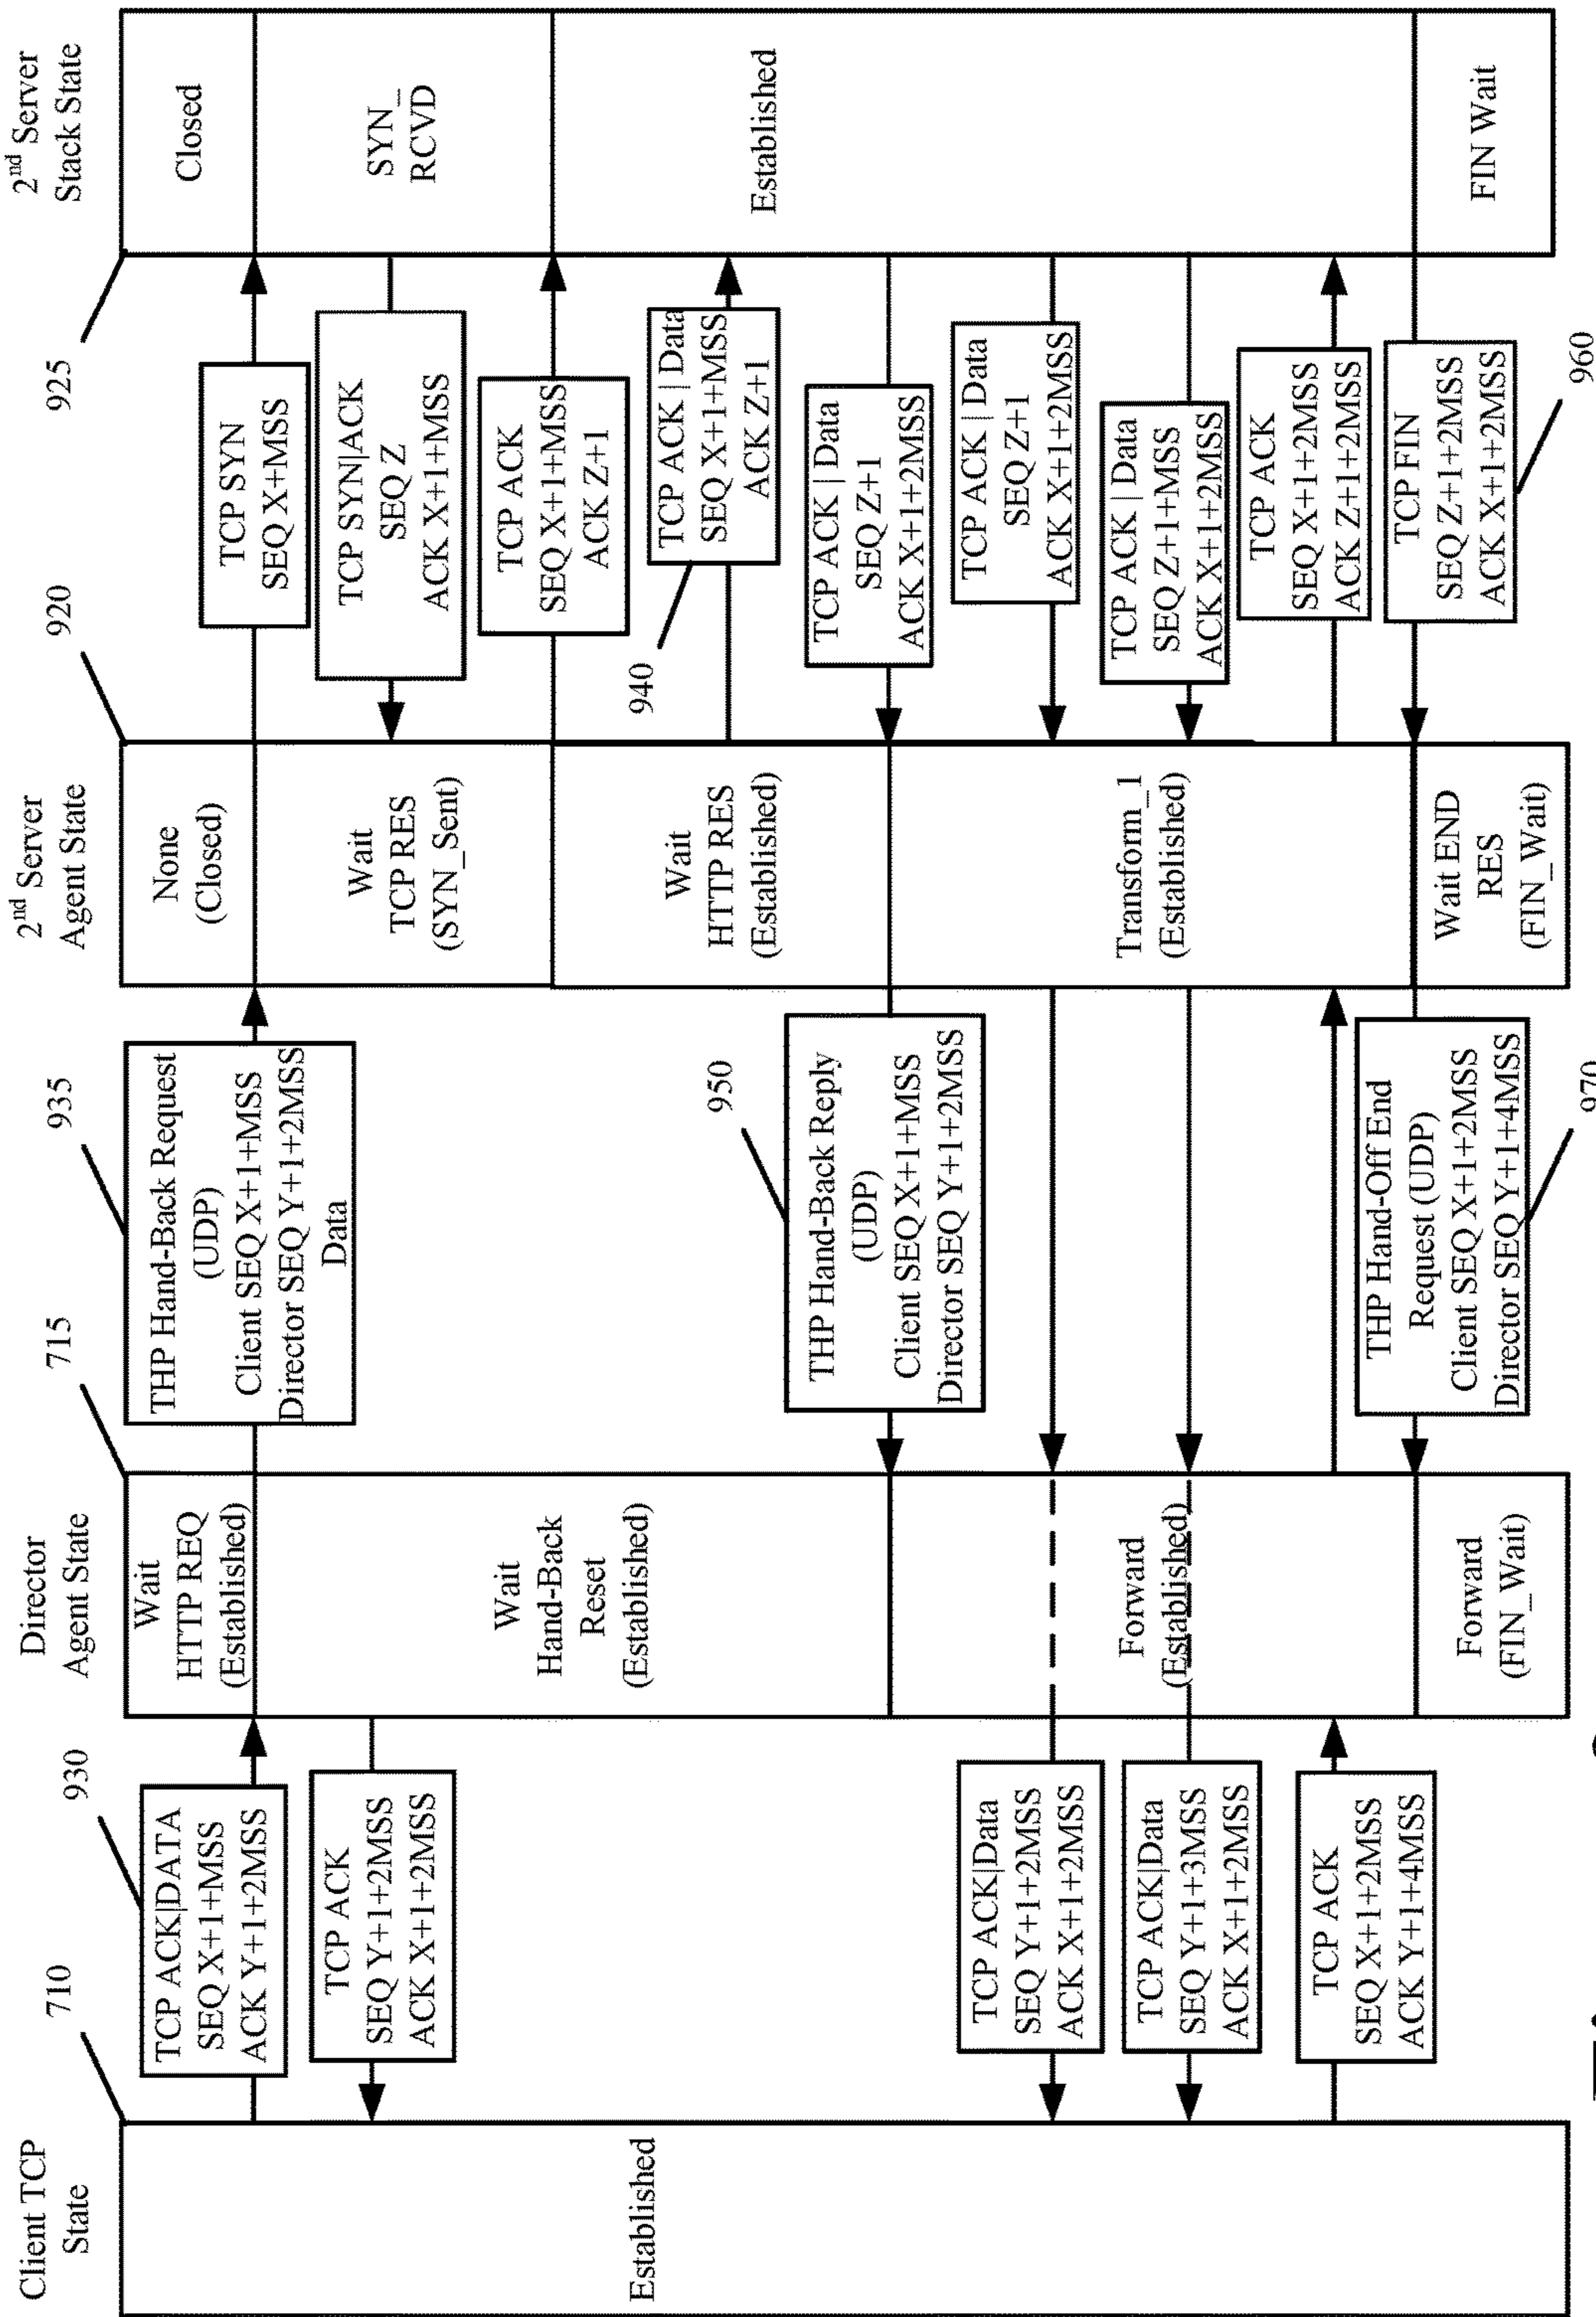 Client TCP
State
Director
Agent State
2nd Server
Agent State
2nd Server
Stack State
710
930
715
935
920
925
Established
TCP ACK|DATA
SEQ X+1+MSS
ACK Y+1+2MSS
Wait
HTTP REQ
(Established)
THP Hand-Back Request
(UDP)
Client SEQ X+1+MSS
Director SEQ Y+1+2MSS
Data
None
(Closed)
TCP SYN
SEQ X+MSS
Closed
TCP ACK
SEQ Y+1+2MSS
ACK X+1+2MSS
Wait
Hand-Back
Reset
(Established)
Wait
TCP RES
(SYN_Sent)
TCP SYN|ACK
SEQ Z
ACK X+1+MSS
SYN_
RCVD
TCP ACK
SEQ X+1+MSS
ACK Z+1
Wait
HTTP RES
(Established)
940
TCP ACK | Data
SEQ X+1+MSS
ACK Z+1
Established
950
THP Hand-Back Reply
(UDP)
Client SEQ X+1+MSS
Director SEQ Y+1+2MSS
TCP ACK | Data
SEQ Z+1
ACK X+1+2MSS
TCP ACK|Data
SEQ Y+1+2MSS
ACK X+1+2MSS
Forward
(Established)
Transform_1
(Established)
TCP ACK | Data
SEQ Z+1
ACK X+1+2MSS
TCP ACK|Data
SEQ Y+1+3MSS
ACK X+1+2MSS
TCP ACK | Data
SEQ Z+1+MSS
ACK X+1+2MSS
TCP ACK
SEQ X+1+2MSS
ACK Y+1+4MSS
TCP ACK
SEQ X+1+2MSS
ACK Z+1+2MSS
Forward
(FIN_Wait)
THP Hand-Off End
Request (UDP)
Client SEQ X+1+2MSS
Director SEQ Y+1+4MSS
970
Wait END
RES
(FIN_Wait)
TCP FIN
SEQ Z+1+2MSS
ACK X+1+2MSS
960
FIN Wait